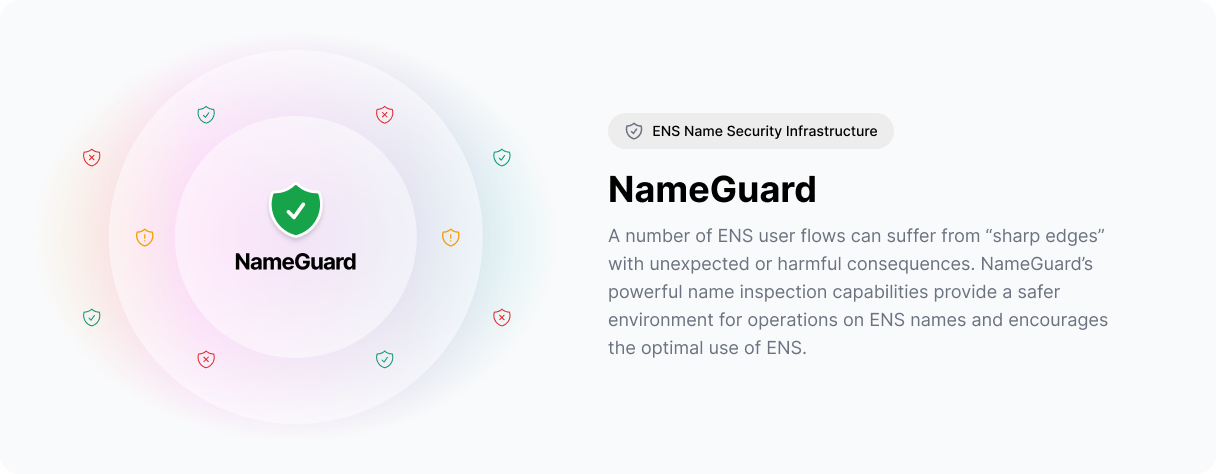 NameGuard
ENS Name Security Infrastructure
NameGuard
A number of ENS user flows can suffer from “sharp edges”
with unexpected or harmful consequences. NameGuard’s
powerful name inspection capabilities provide a safer
environment for operations on ENS names and encourages
the optimal use of ENS.